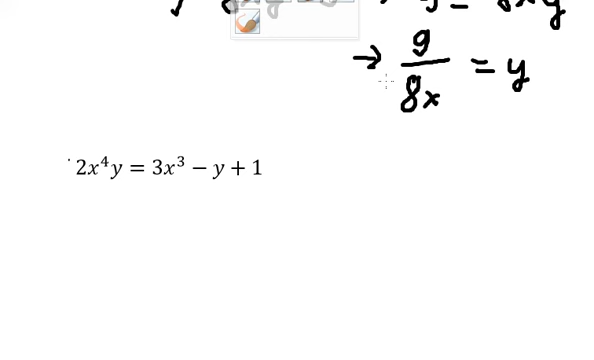 → 9/8x = y
2x⁴y = 3x³ − y + 1